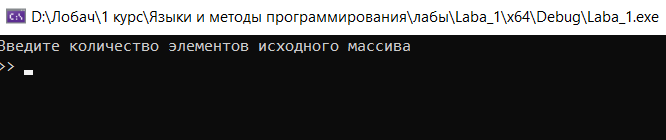 D:\Лобач\1 курс\Языки и методы программирования\лабы\Laba_1\x64\Debug\Laba_1.exe
Введите количество элементов исходного массива
>>